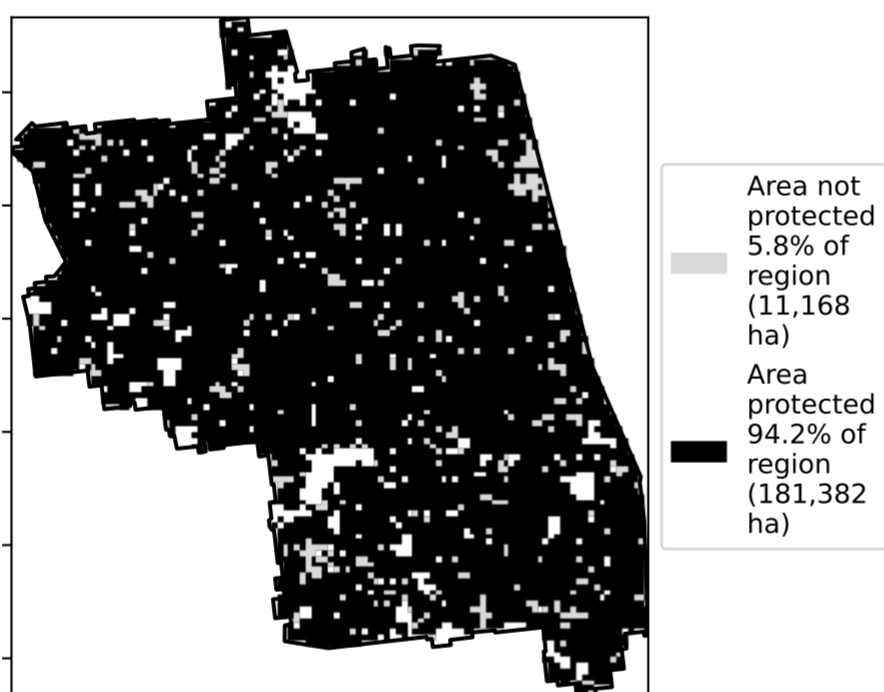 Area not
protected
5.8% of
region
(11,168
ha)
Area
protected
94.2% of
region
(181,382
ha)